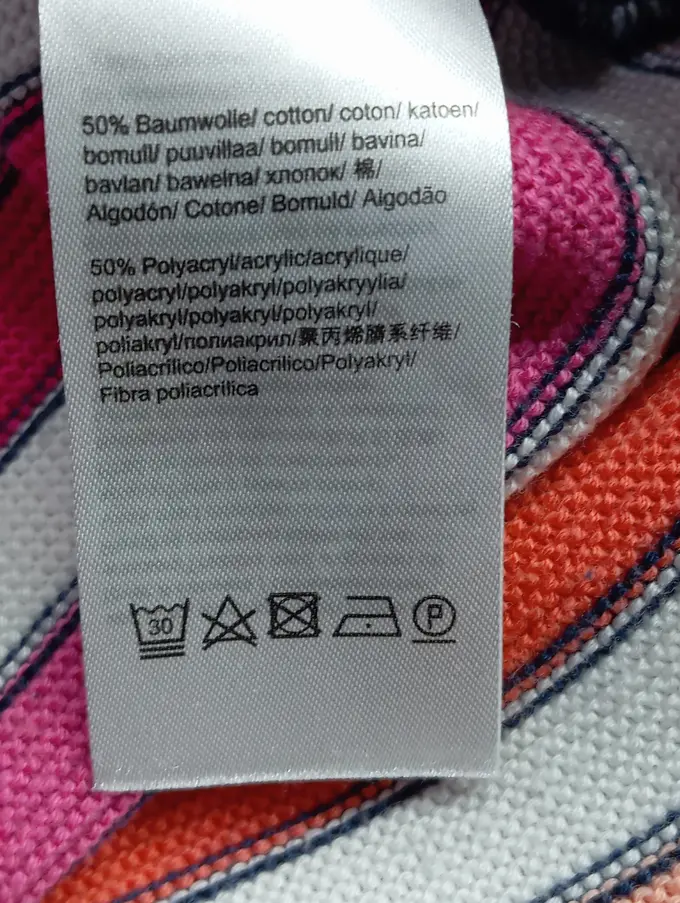 50% Baumwolle/ cotton/ coton/ katoen/
bomull/ puuvillaa/ bomull/ bavlna/
bavlan/ bawełna/ хлопок/ 棉/
Algodón/ Cotone/ Bomuld/ Algodão
50% Polyacryl/acrylic/acrylique/
polyacryl/polyakryl/polyakryylia/
polyakryl/polyakryl/polyakryl/
poliakryl/полиакрил/聚丙烯腈系纤维/
Poliacrílico/Poliacrilico/Polyakryl/
Fibra poliacrílica
30
P